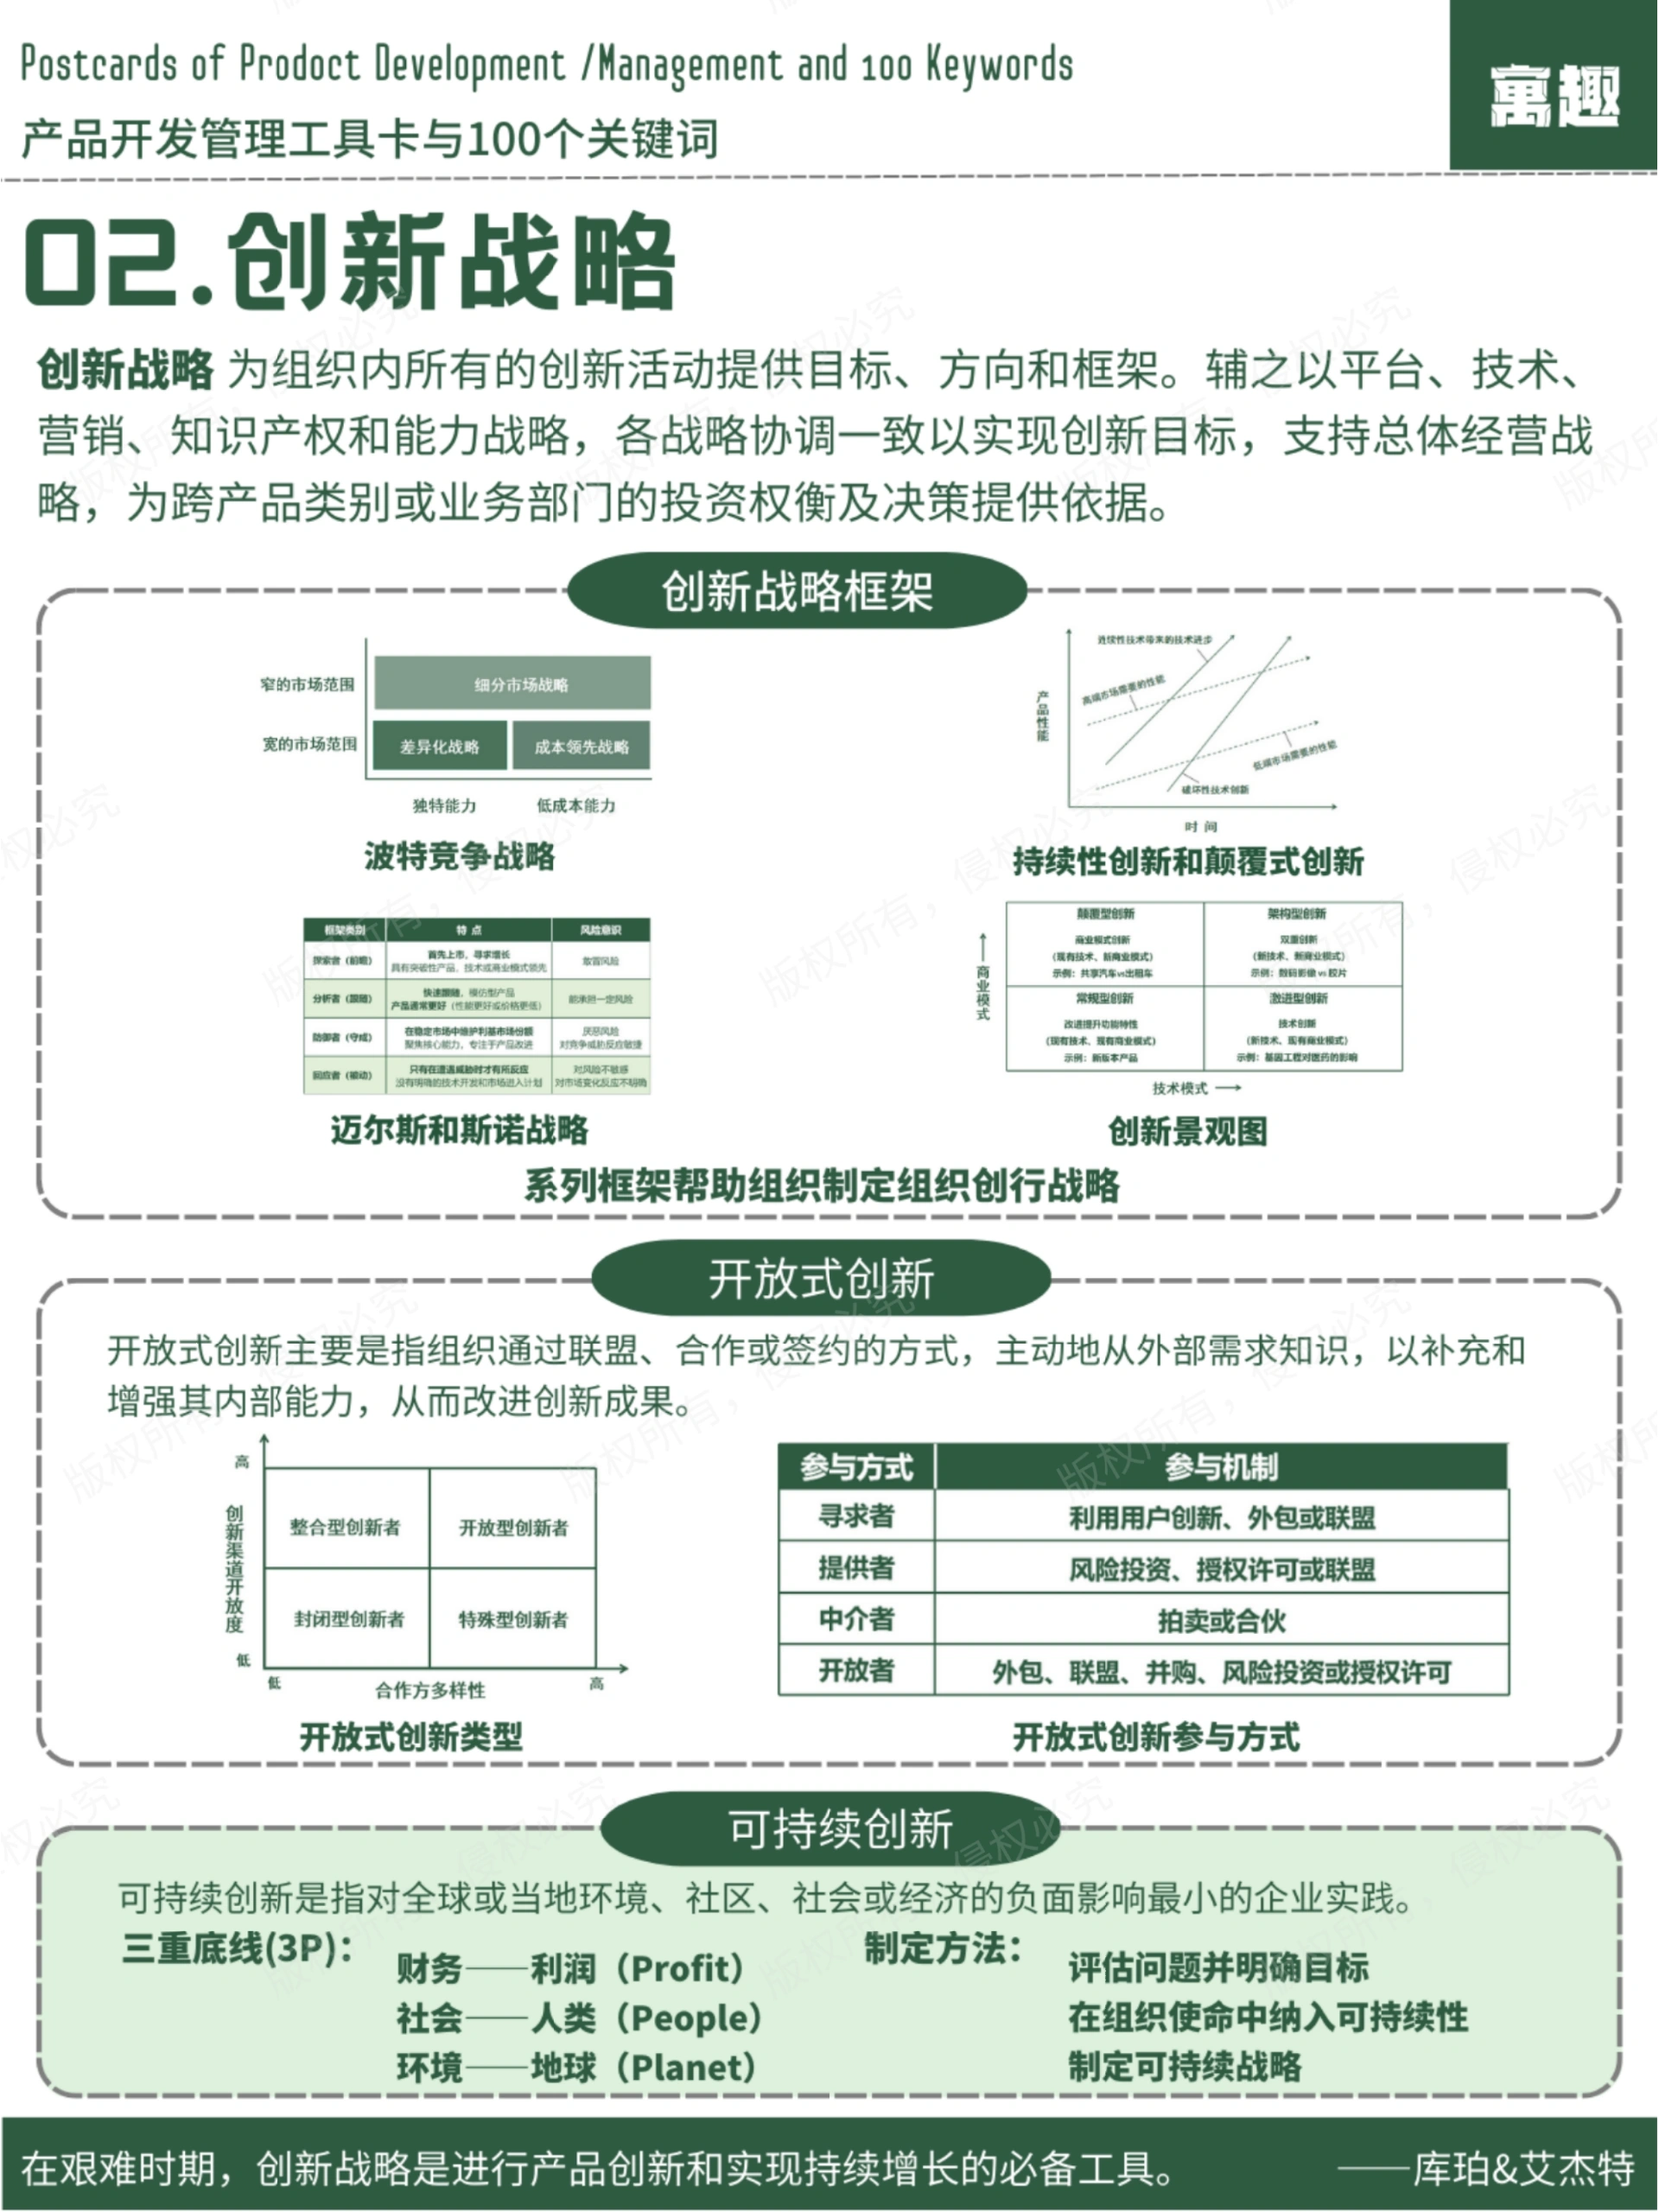 Postcards of Prodoct Development /Management and 100 Keywords
产品开发管理工具卡与100个关键词
寓趣
02.创新战略
创新战略 为组织内所有的创新活动提供目标、方向和框架。辅之以平台、技术、
营销、知识产权和能力战略，各战略协调一致以实现创新目标，支持总体经营战
略，为跨产品类别或业务部门的投资权衡及决策提供依据。
创新战略框架
窄的市场范围
细分市场战略
宽的市场范围
差异化战略
成本领先战略
独特能力
低成本能力
波特竞争战略
产品性能
连续性技术带来的技术进步
高端市场需要的性能
低端市场需要的性能
破坏性技术创新
时 间
持续性创新和颠覆式创新
框架类别 特 点 风险意识
探索者（前瞻） 首先上市、寻求增长
具有突破性产品，技术或商业模式领先 敢冒风险
分析者（跟随） 快速跟随，模仿型产品
产品通常更好（性能更好或价格更低） 能承担一定风险
防御者（守成） 在稳定市场中维护利基市场份额
聚焦核心能力，专注于产品改进 厌恶风险
对竞争威胁反应敏捷
回应者（被动） 只有在遭遇威胁时才有所反应
没有明确的技术开发和市场进入计划 对风险不敏感
对市场变化反应不明确
迈尔斯和斯诺战略
商业模式
颠覆型创新
商业模式创新
（现有技术、新商业模式）
示例：共享汽车vs出租车
架构型创新
双重创新
（新技术、新商业模式）
示例：数码影像 vs 胶片
常规型创新
改进提升功能特性
（现有技术、现有商业模式）
示例：新版本产品
激进型创新
技术创新
（新技术、现有商业模式）
示例：基因工程对医药的影响
技术模式
创新景观图
系列框架帮助组织制定组织创行战略
开放式创新
开放式创新主要是指组织通过联盟、合作或签约的方式，主动地从外部需求知识，以补充和
增强其内部能力，从而改进创新成果。
高
创新渠道开放度
低
整合型创新者
开放型创新者
封闭型创新者
特殊型创新者
低
合作方多样性
高
开放式创新类型
参与方式 参与机制
寻求者 利用用户创新、外包或联盟
提供者 风险投资、授权许可或联盟
中介者 拍卖或合伙
开放者 外包、联盟、并购、风险投资或授权许可
开放式创新参与方式
可持续创新
可持续创新是指对全球或当地环境、社区、社会或经济的负面影响最小的企业实践。
三重底线(3P)：
财务——利润（Profit）
社会——人类（People）
环境——地球（Planet）
制定方法：
评估问题并明确目标
在组织使命中纳入可持续性
制定可持续战略
在艰难时期，创新战略是进行产品创新和实现持续增长的必备工具。 ——库珀&艾杰特
版权所有，侵权必究